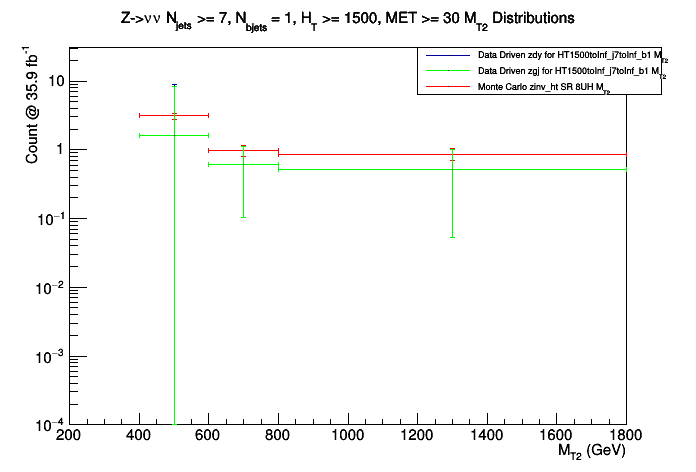 Z->νν N_jets >= 7, N_bjets = 1, H_T >= 1500, MET >= 30 M_T2 Distributions
Data Driven zdy for HT1500toInf_j7toInf_b1 M_T2
Data Driven zgj for HT1500toInf_j7toInf_b1 M_T2
Monte Carlo zinv_ht SR 8UH M_T2
Count @ 35.9 fb^-1
10
1
10^-1
10^-2
10^-3
10^-4
200 400 600 800 1000 1200 1400 1600 1800
M_T2 (GeV)